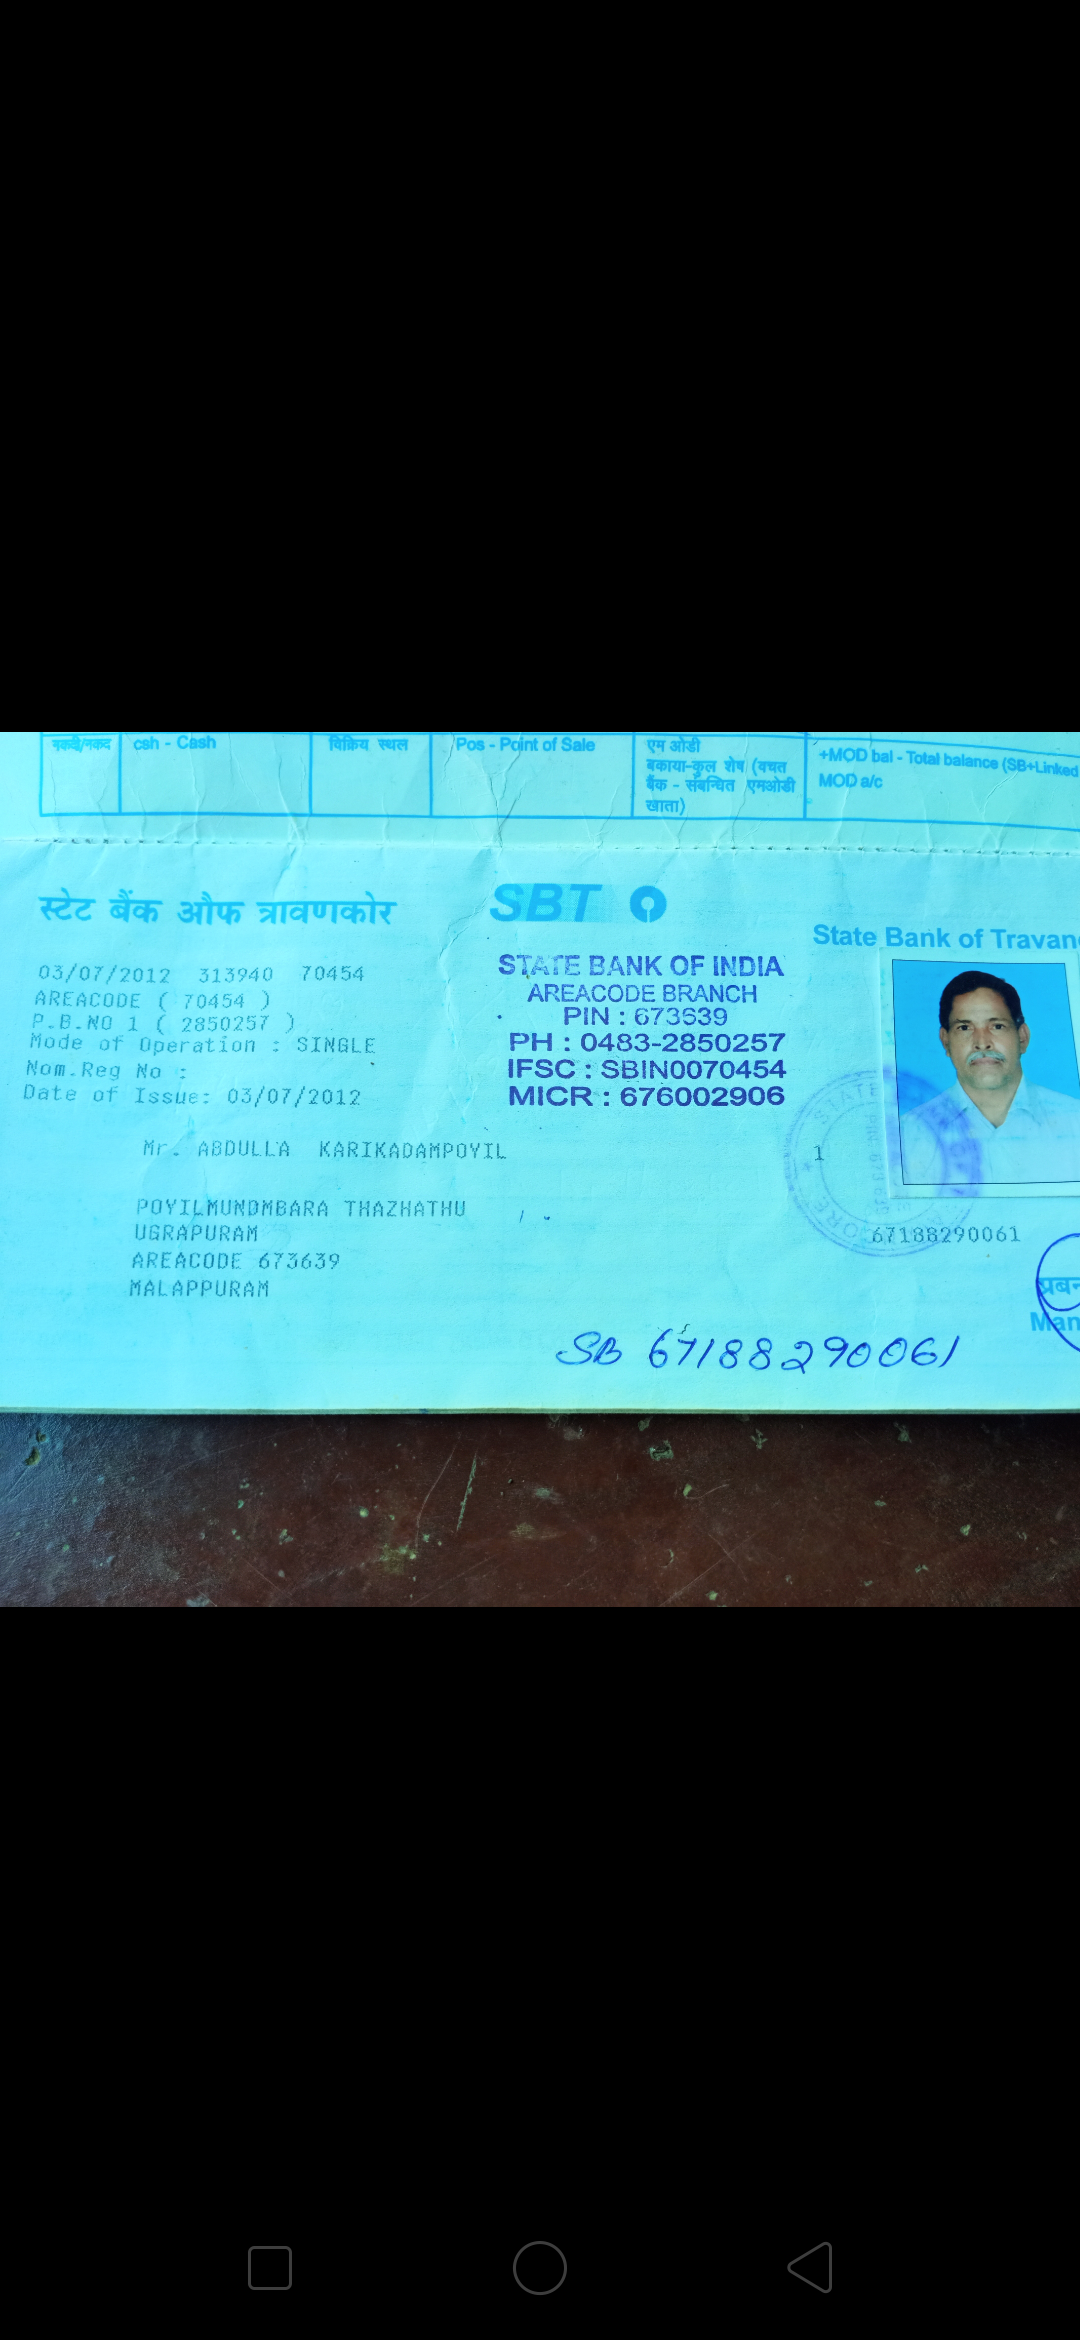 नकदी/नकद csh - Cash विक्रिय स्थल Pos - Point of Sale एम ओडी बकाया-कुल शेष (बचत बैंक - संबन्धित एमओडी खाता) +MOD bal - Total balance (SB+Linked MOD a/c
स्टेट बैंक ऑफ त्रावणकोर
SBT
State Bank of Travan
03/07/2012 313940 70454
AREACODE ( 70454 )
P.B.NO 1 ( 2850257 )
Mode of Operation : SINGLE
Nom.Reg No :
Date of Issue: 03/07/2012
STATE BANK OF INDIA
AREACODE BRANCH
PIN : 673639
PH : 0483-2850257
IFSC : SBIN0070454
MICR : 676002906
Mr. ABDULLA KARIKADAMPOYIL
1
POYILMUNDMBARA THAZHATHU
UGRAPURAM
AREACODE 673639
MALAPPURAM
67188290061
प्रबन
Man
SB 67188290061